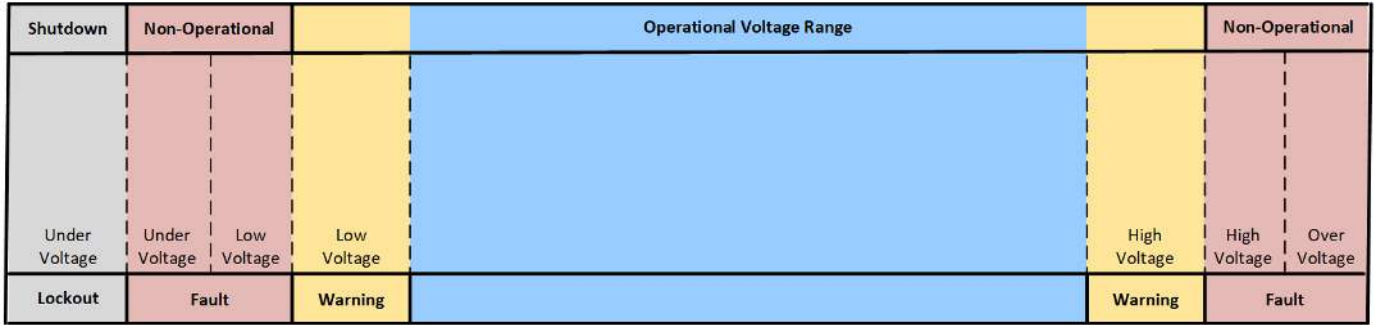 Shutdown
Non-Operational
Operational Voltage Range
Non-Operational
Under
Voltage
Under
Voltage
Low
Voltage
Low
Voltage
High
Voltage
High
Voltage
Over
Voltage
Lockout
Fault
Warning
Warning
Fault